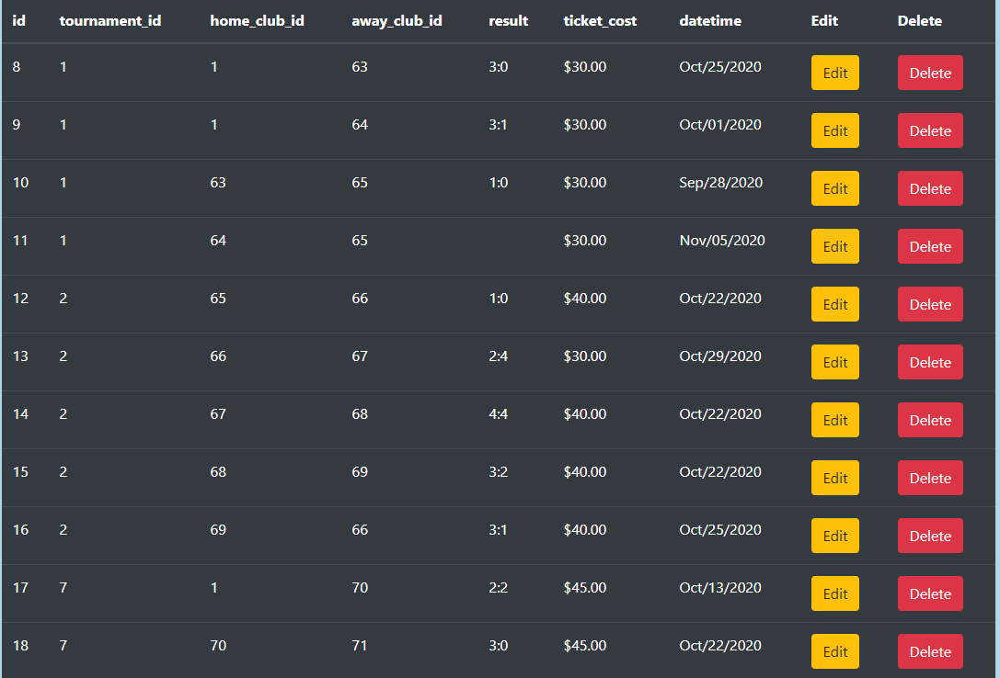 id tournament_id home_club_id away_club_id result ticket_cost datetime Edit Delete
8 1 1 63 3:0 $30.00 Oct/25/2020 Edit Delete
9 1 1 64 3:1 $30.00 Oct/01/2020 Edit Delete
10 1 63 65 1:0 $30.00 Sep/28/2020 Edit Delete
11 1 64 65 $30.00 Nov/05/2020 Edit Delete
12 2 65 66 1:0 $40.00 Oct/22/2020 Edit Delete
13 2 66 67 2:4 $30.00 Oct/29/2020 Edit Delete
14 2 67 68 4:4 $40.00 Oct/22/2020 Edit Delete
15 2 68 69 3:2 $40.00 Oct/22/2020 Edit Delete
16 2 69 66 3:1 $40.00 Oct/25/2020 Edit Delete
17 7 1 70 2:2 $45.00 Oct/13/2020 Edit Delete
18 7 70 71 3:0 $45.00 Oct/22/2020 Edit Delete